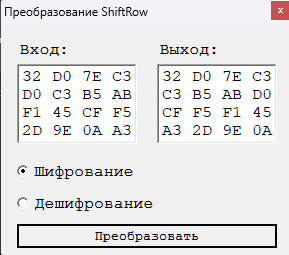 Преобразование ShiftRow
x
Вход: Выход:
32 D0 7E C3 32 D0 7E C3
D0 C3 B5 AB C3 B5 AB D0
F1 45 CF F5 CF F5 F1 45
2D 9E 0A A3 A3 2D 9E 0A
Шифрование
Дешифрование
Преобразовать